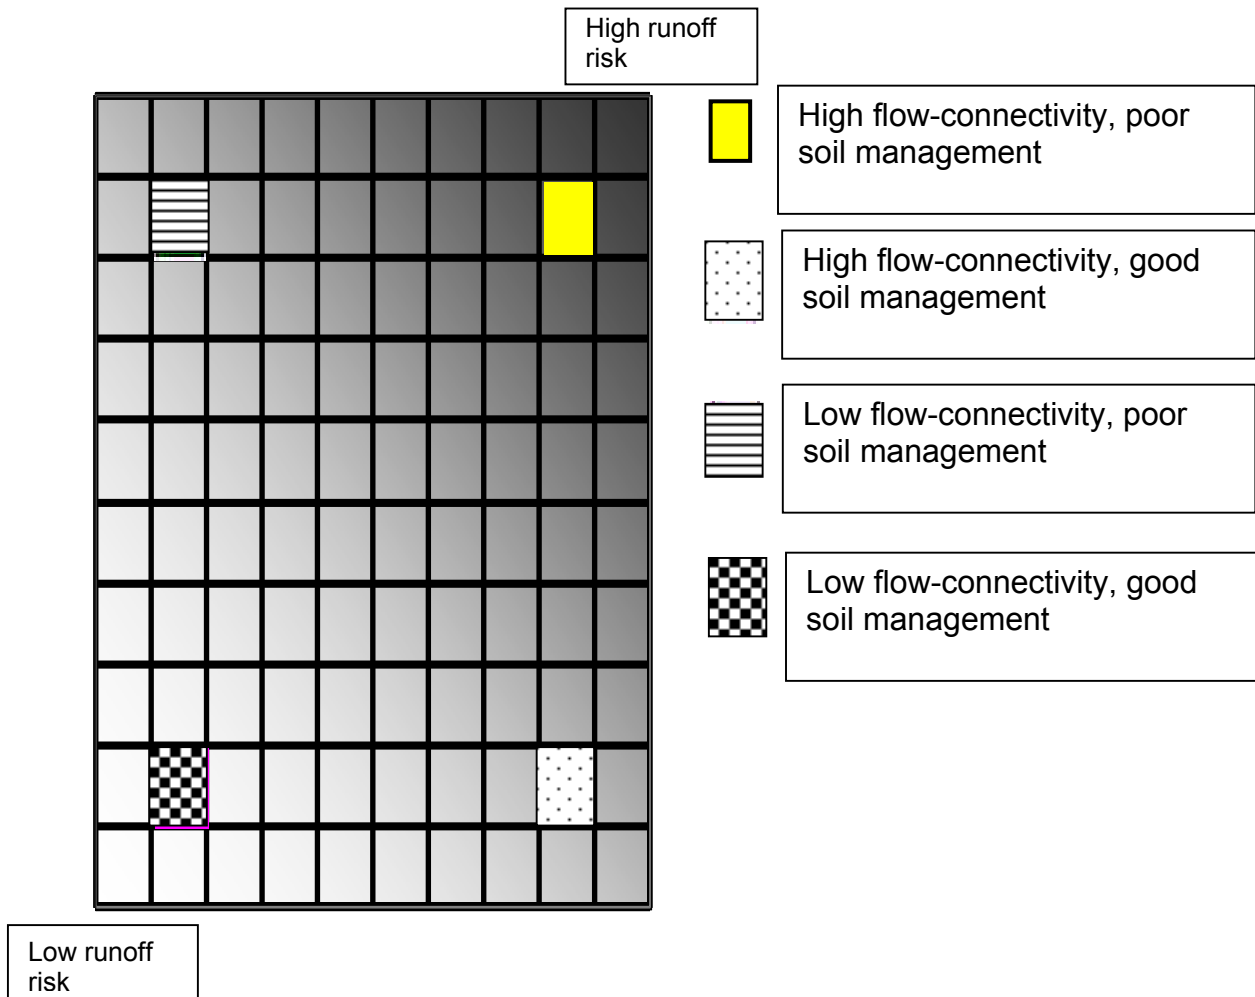 High runoff
risk
High flow-connectivity, poor
soil management
High flow-connectivity, good
soil management
Low flow-connectivity, poor
soil management
Low flow-connectivity, good
soil management
Low runoff
risk